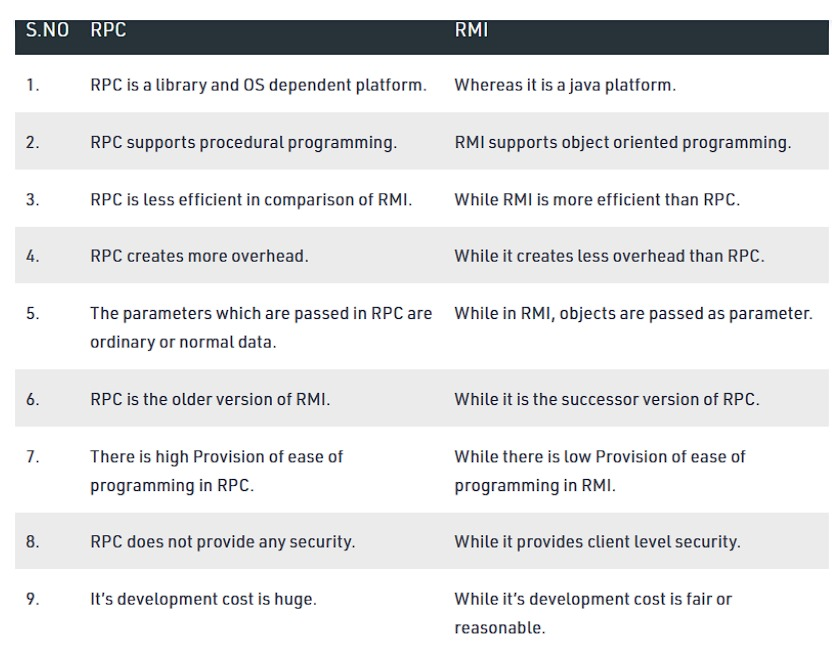 S.NO RPC RMI
1. RPC is a library and OS dependent platform. Whereas it is a java platform.
2. RPC supports procedural programming. RMI supports object oriented programming.
3. RPC is less efficient in comparison of RMI. While RMI is more efficient than RPC.
4. RPC creates more overhead. While it creates less overhead than RPC.
5. The parameters which are passed in RPC are While in RMI, objects are passed as parameter.
ordinary or normal data.
6. RPC is the older version of RMI. While it is the successor version of RPC.
7. There is high Provision of ease of While there is low Provision of ease of
programming in RPC. programming in RMI.
8. RPC does not provide any security. While it provides client level security.
9. It's development cost is huge. While it's development cost is fair or
reasonable.